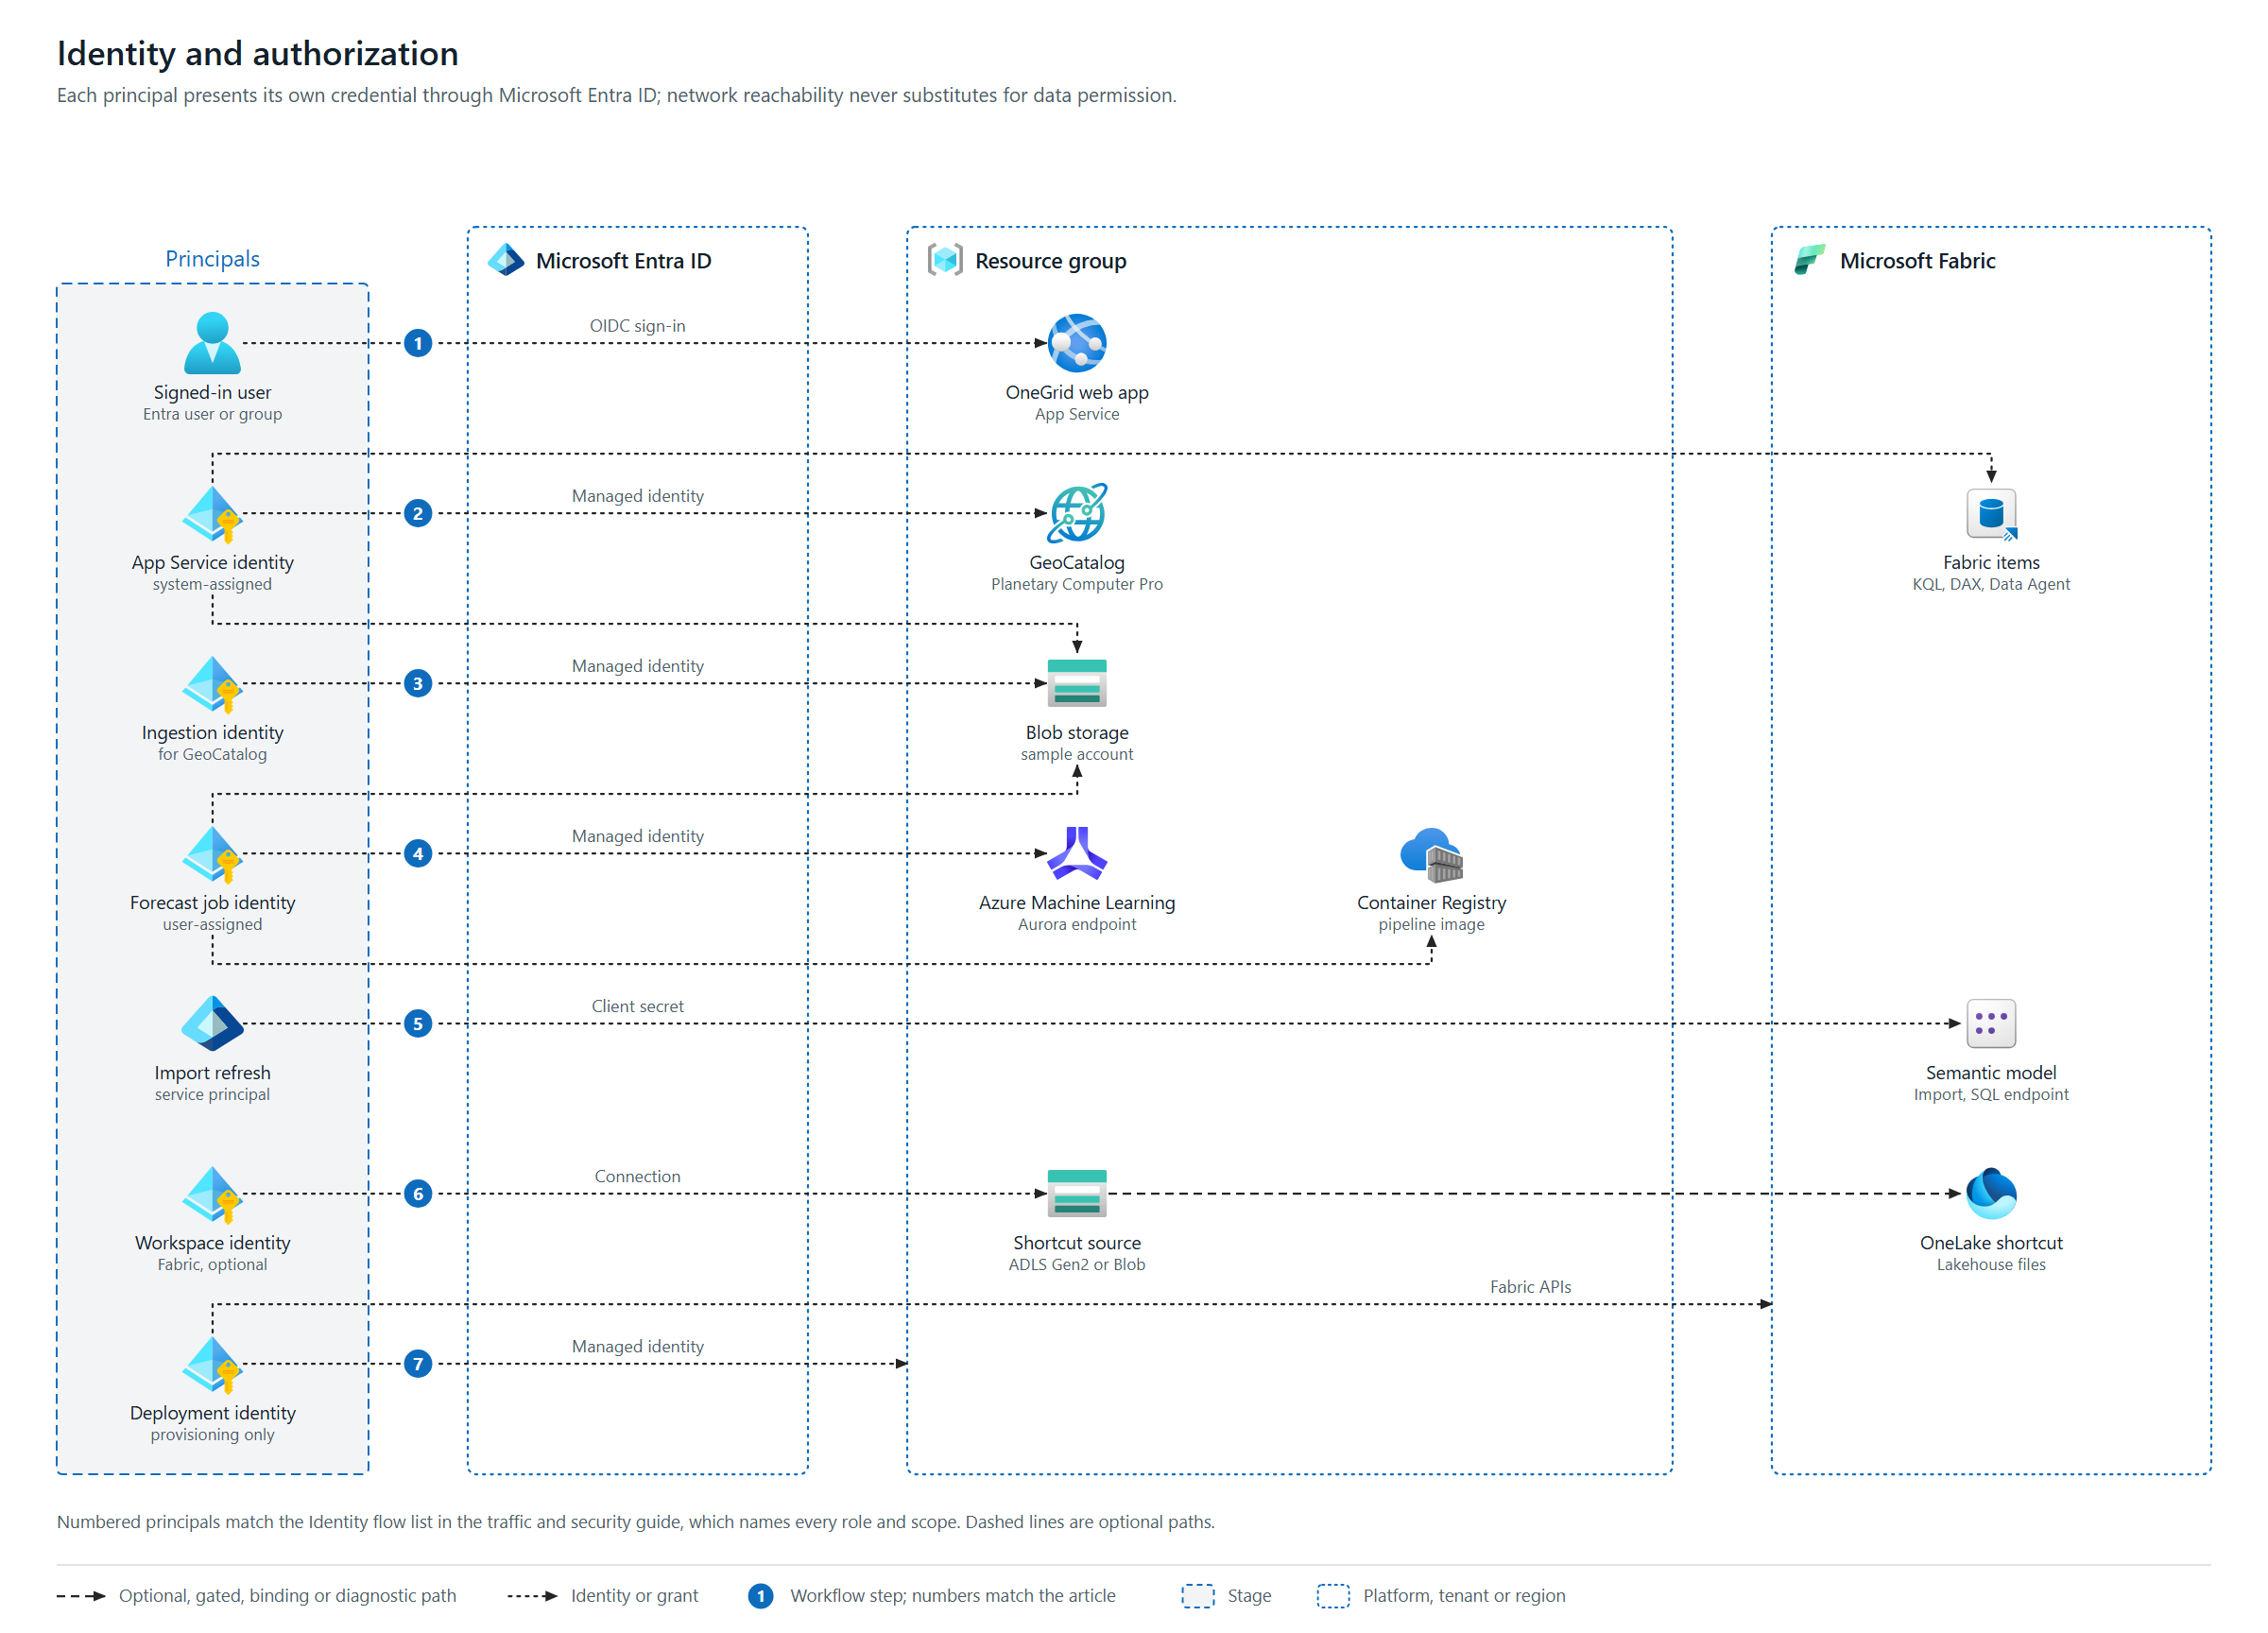 Identity and authorization
Each principal presents its own credential through Microsoft Entra ID; network reachability never substitutes for data permission.
Principals
Microsoft Entra ID
Resource group
Microsoft Fabric
1
OIDC sign-in
Signed-in user
Entra user or group
OneGrid web app
App Service
2
Managed identity
App Service identity
system-assigned
GeoCatalog
Planetary Computer Pro
Fabric items
KQL, DAX, Data Agent
3
Managed identity
Ingestion identity
for GeoCatalog
Blob storage
sample account
4
Managed identity
Forecast job identity
user-assigned
Azure Machine Learning
Aurora endpoint
Container Registry
pipeline image
5
Client secret
Import refresh
service principal
Semantic model
Import, SQL endpoint
6
Connection
Workspace identity
Fabric, optional
Shortcut source
ADLS Gen2 or Blob
OneLake shortcut
Lakehouse files
Fabric APIs
7
Managed identity
Deployment identity
provisioning only
Numbered principals match the Identity flow list in the traffic and security guide, which names every role and scope. Dashed lines are optional paths.
Optional, gated, binding or diagnostic path
Identity or grant
1
Workflow step; numbers match the article
Stage
Platform, tenant or region